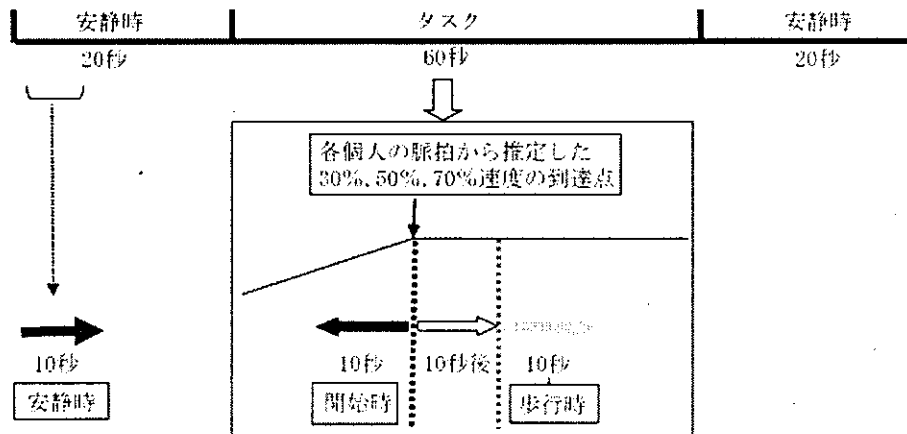 安静時 タスク 安静時
20秒 60秒 20秒
各個人の脈拍から推定した
30%、50%、70%速度の到達点
10秒 10秒後 10秒
安静時 開始時 歩行時